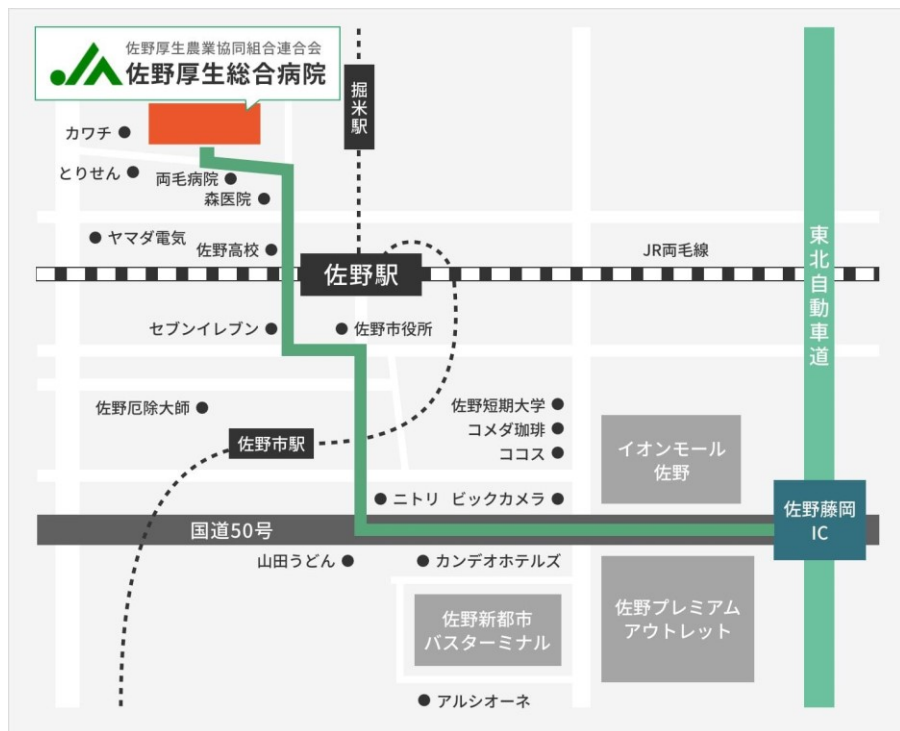 佐野厚生農業協同組合連合会
JA 佐野厚生総合病院
掘米駅
カワチ
とりせん
両毛病院
森医院
ヤマダ電気
佐野高校
佐野駅
JR両毛線
東北自動車道
セブンイレブン
佐野市役所
佐野厄除大師
佐野市駅
佐野短期大学
コメダ珈琲
ココス
イオンモール
佐野
ニトリ
ビックカメラ
佐野藤岡
IC
国道50号
山田うどん
カンデオホテルズ
佐野新都市
バスターミナル
佐野プレミアム
アウトレット
アルシオーネ